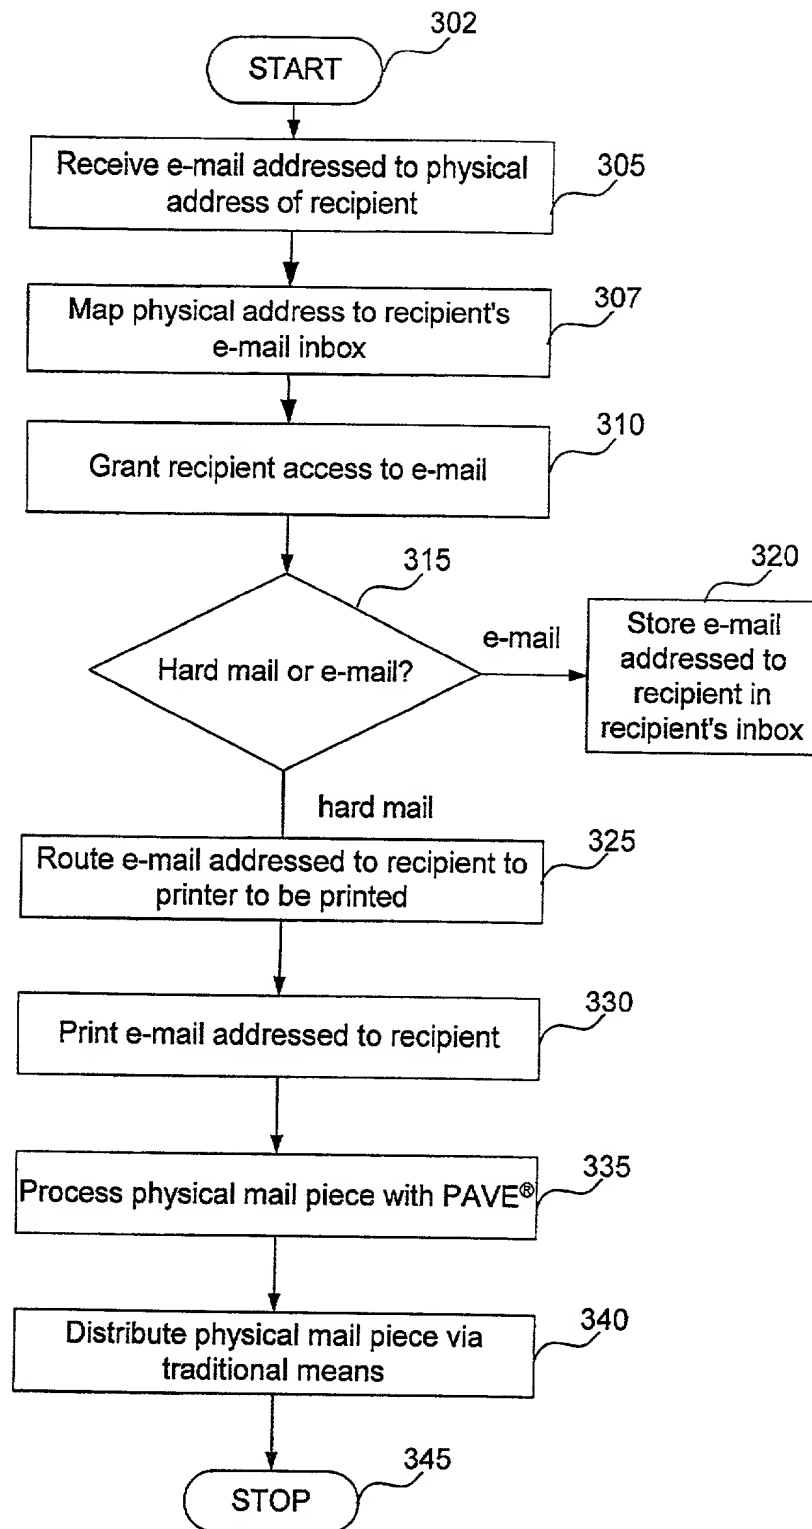 302
START
Receive e-mail addressed to physical
address of recipient
305
Map physical address to recipient's
e-mail inbox
307
Grant recipient access to e-mail
310
315
Hard mail or e-mail?
e-mail
320
Store e-mail
addressed to
recipient in
recipient's inbox
hard mail
Route e-mail addressed to recipient to
printer to be printed
325
Print e-mail addressed to recipient
330
Process physical mail piece with PAVE®
335
Distribute physical mail piece via
traditional means
340
STOP
345